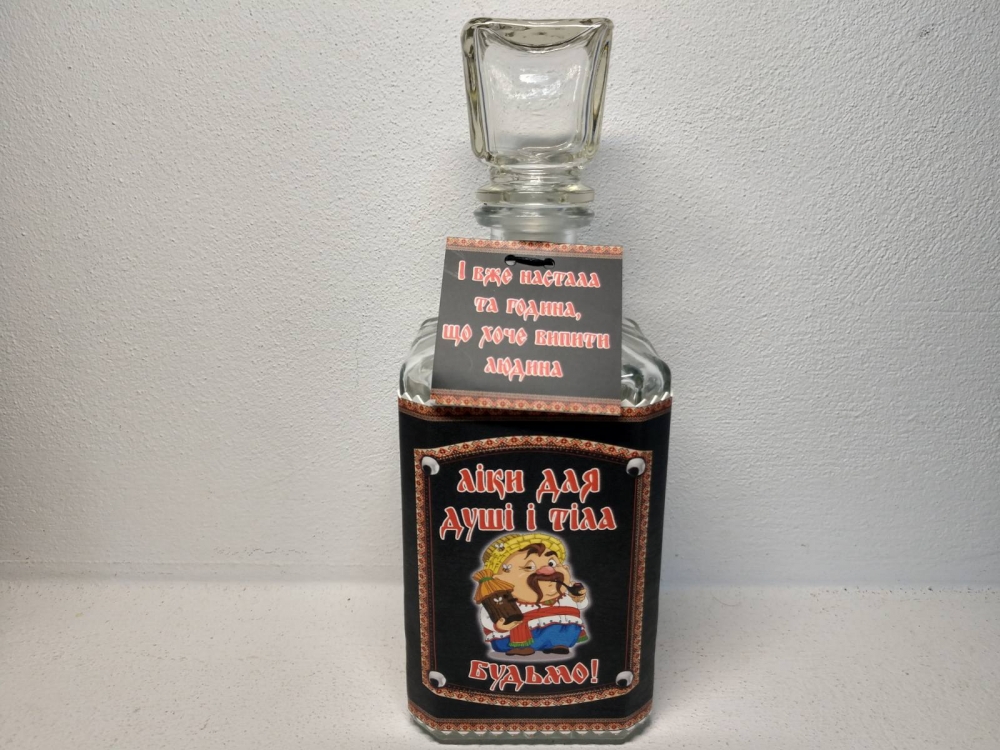 І вже настала
та година,
що хоче випити
людина
ліки для
душі і тіла
Будьмо!